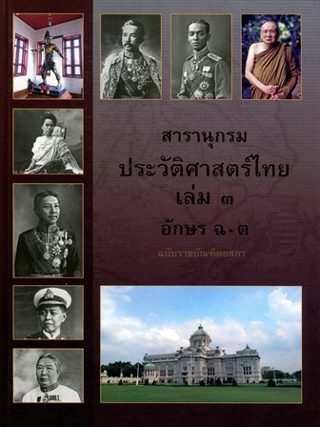 สารานุกรม
ประวัติศาสตร์ไทย
เล่ม ๓
อักษร ฉ-ต
ฉบับราชบัณฑิตยสภา